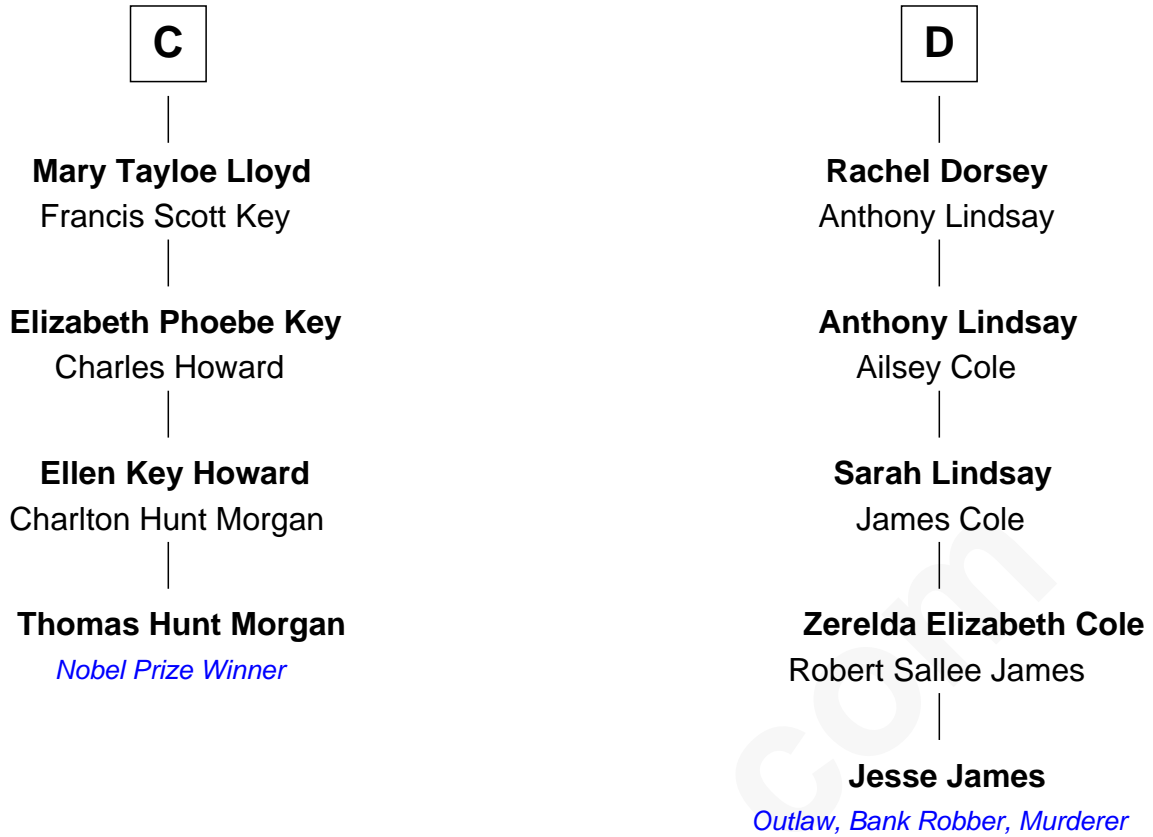 C
Mary Tayloe Lloyd
Francis Scott Key
Elizabeth Phoebe Key
Charles Howard
Ellen Key Howard
Charlton Hunt Morgan
Thomas Hunt Morgan
Nobel Prize Winner
D
Rachel Dorsey
Anthony Lindsay
Anthony Lindsay
Ailsey Cole
Sarah Lindsay
James Cole
Zerelda Elizabeth Cole
Robert Sallee James
Jesse James
Outlaw, Bank Robber, Murderer
com